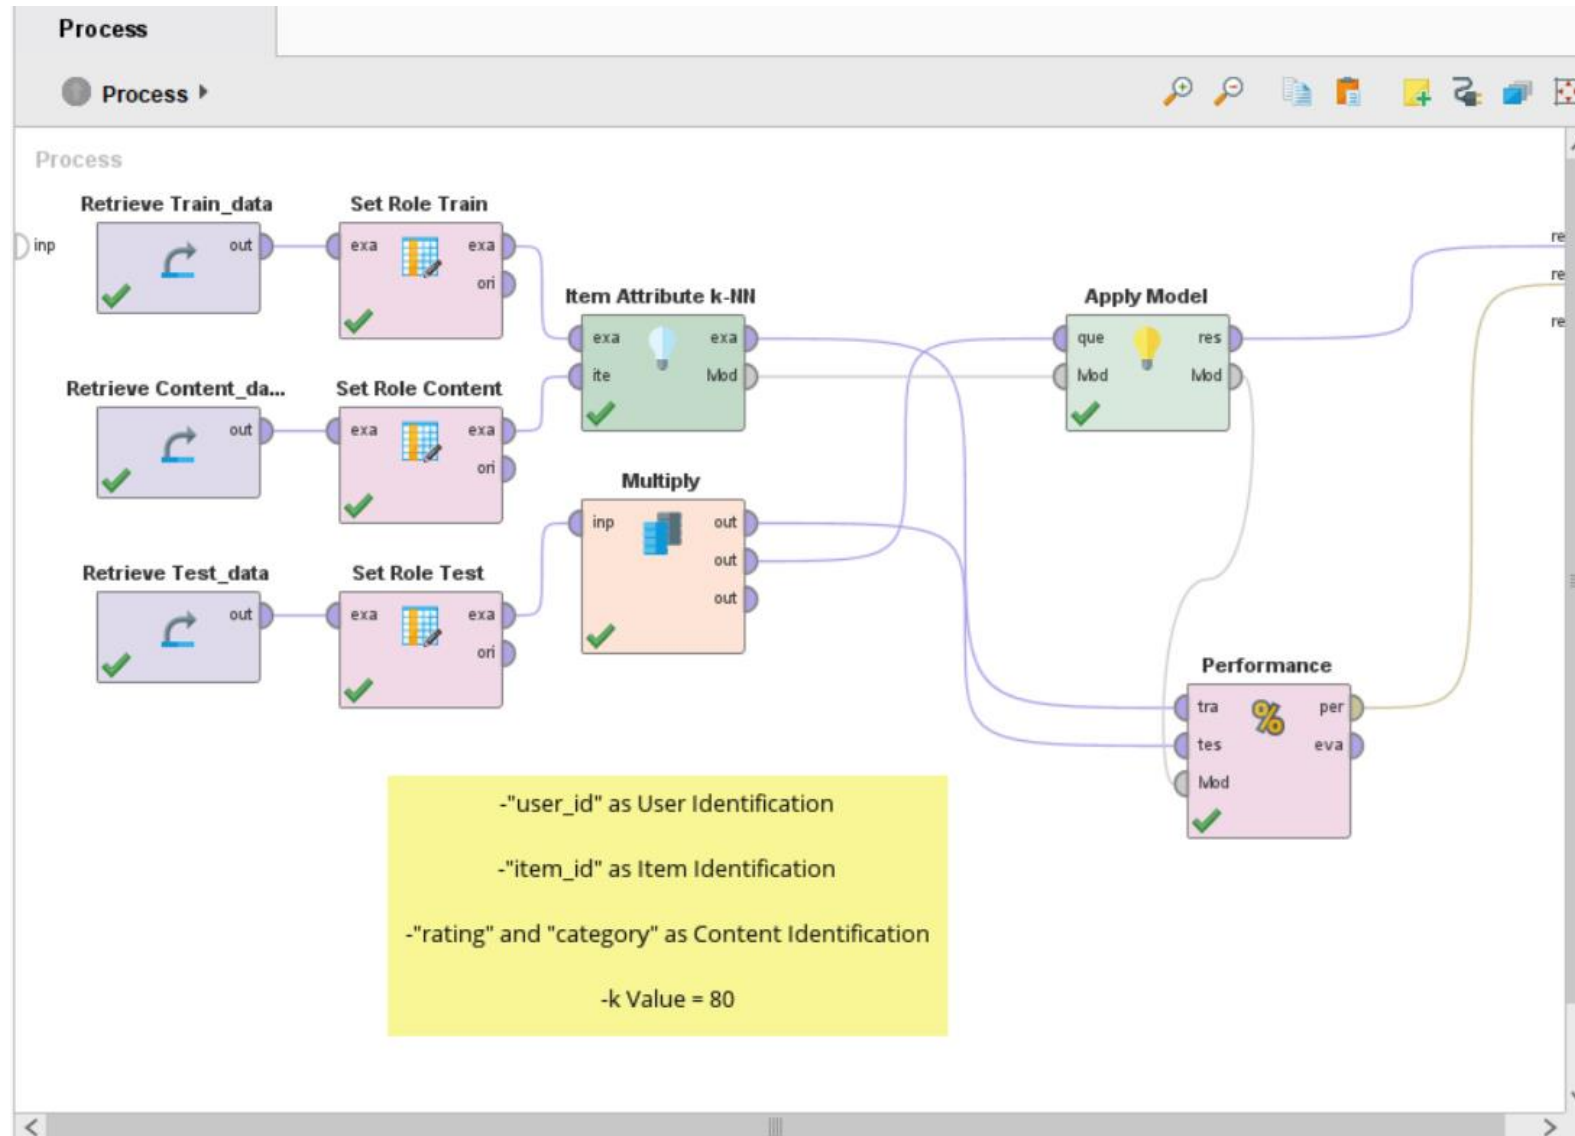 Process
Process
Process
Retrieve Train_data
Set Role Train
inp
out
exa
exa
ori
Item Attribute k-NN
exa
exa
ite
Mod
Apply Model
que
res
Mod
Mod
re
re
re
Retrieve Content_da...
Set Role Content
out
exa
exa
ori
Multiply
inp
out
out
out
Retrieve Test_data
Set Role Test
out
exa
exa
ori
Performance
tra
per
tes
eva
Mod
%
-"user_id" as User Identification
-"item_id" as Item Identification
-"rating" and "category" as Content Identification
-k Value = 80